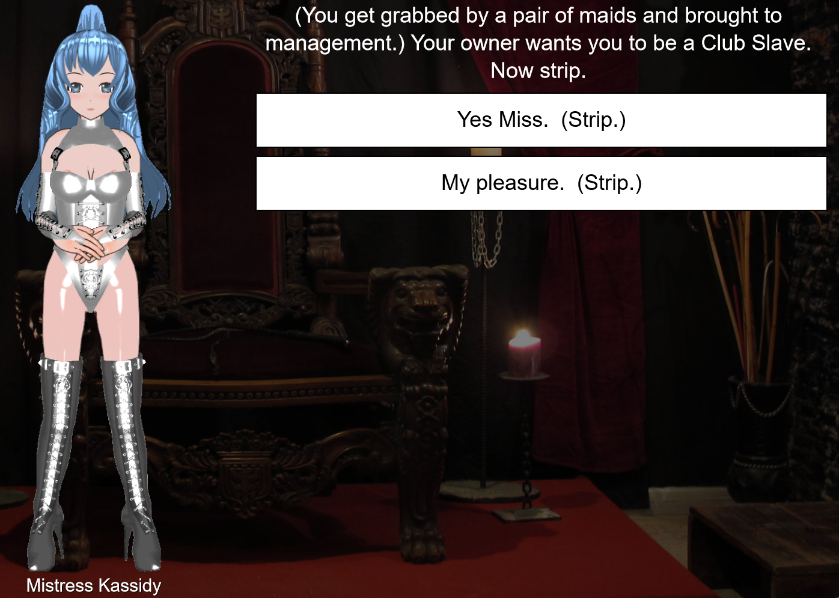 (You get grabbed by a pair of maids and brought to
management.) Your owner wants you to be a Club Slave.
Now strip.
Yes Miss.  (Strip.)
My pleasure.  (Strip.)
Mistress Kassidy